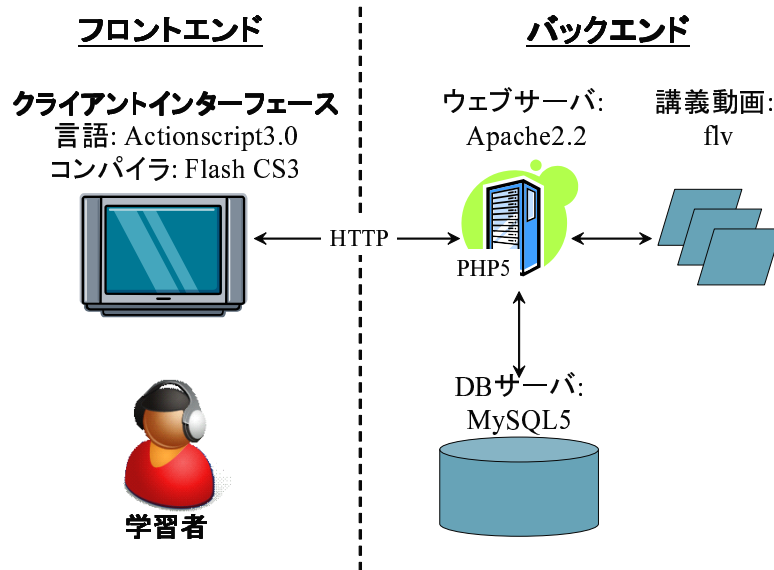 フロントエンド
バックエンド
クライアントインターフェース
言語: Actionscript3.0
コンパイラ: Flash CS3
ウェブサーバ:
Apache2.2
講義動画:
flv
HTTP
PHP5
DBサーバ:
MySQL5
学習者